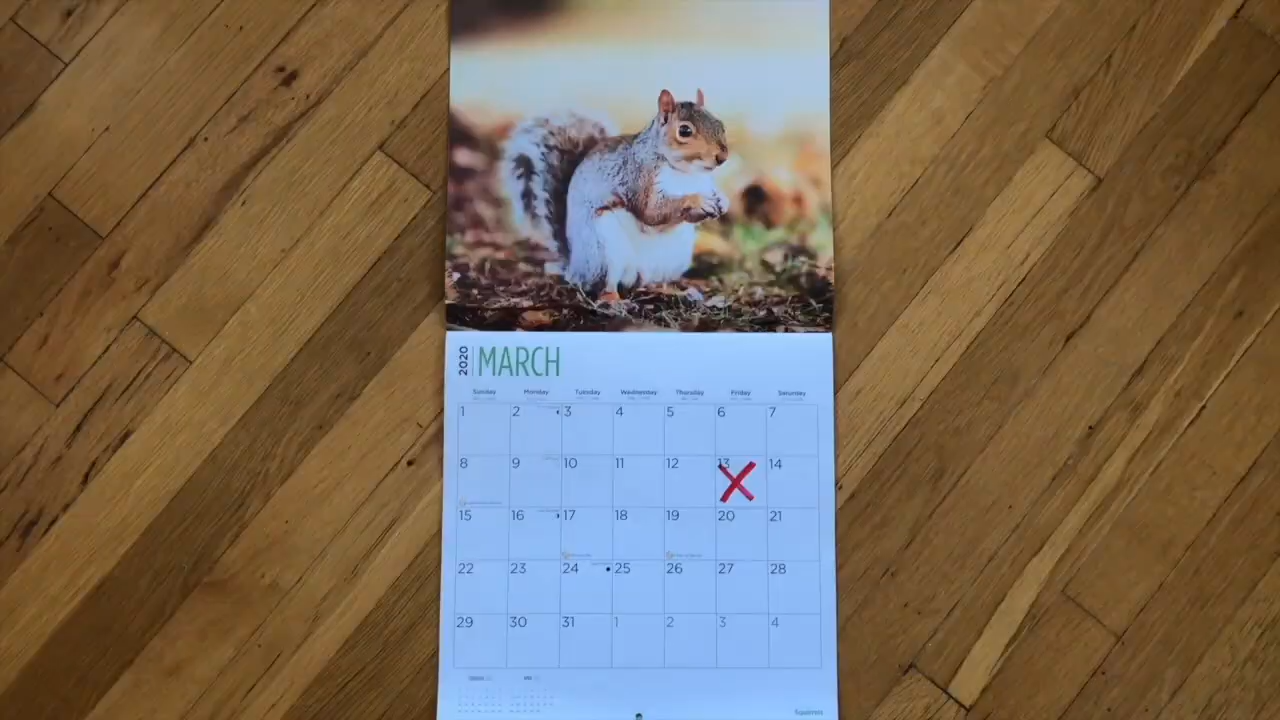 2020 MARCH
Sunday Monday Tuesday Wednesday Thursday Friday Saturday
1 2 3 4 5 6 7
8 9 10 11 12 13 14
15 16 17 18 19 20 21
22 23 24 25 26 27 28
29 30 31 1 2 3 4
Squirrels